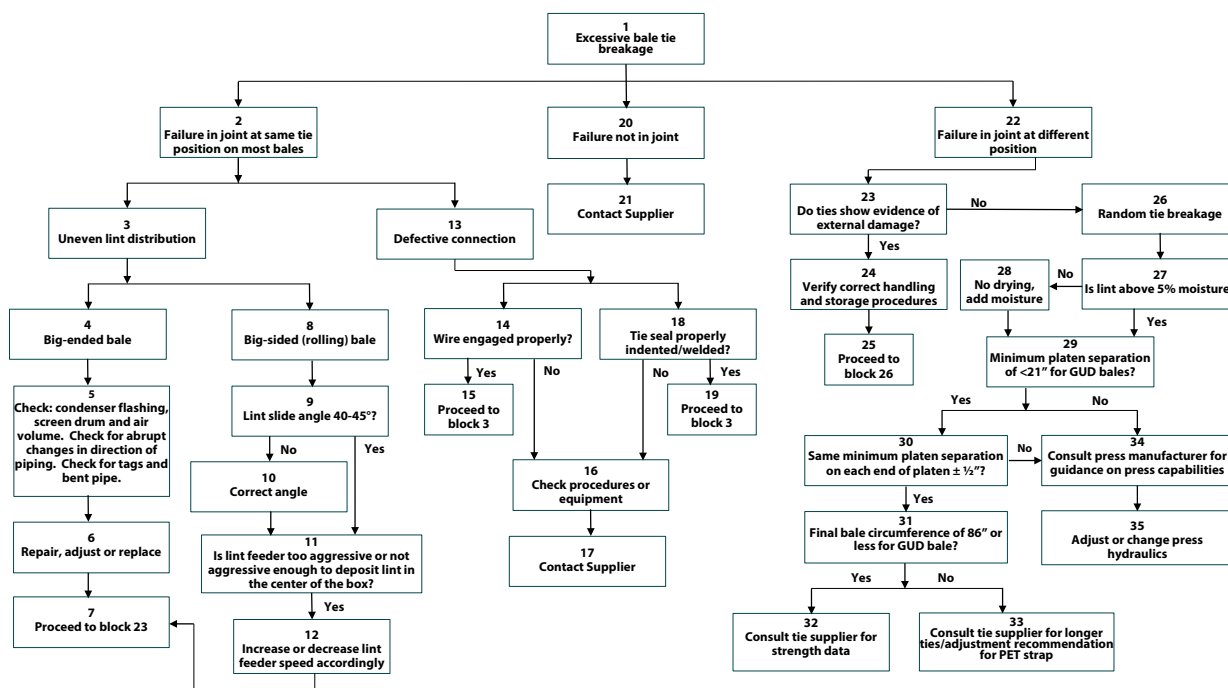 1
Excessive bale tie
breakage
2
Failure in joint at same tie
position on most bales
20
Failure not in joint
22
Failure in joint at different
position
21
Contact Supplier
3
Uneven lint distribution
13
Defective connection
23
Do ties show evidence of
external damage?
No
26
Random tie breakage
Yes
24
Verify correct handling
and storage procedures
28
No drying,
add moisture
No
27
Is lint above 5% moisture
Yes
4
Big-ended bale
8
Big-sided (rolling) bale
14
Wire engaged properly?
18
Tie seal properly
indented/welded?
25
Proceed to
block 26
29
Minimum platen separation
of <21” for GUD bales?
Yes
No
No
Yes
15
Proceed to
block 3
19
Proceed to
block 3
5
Check: condenser flashing,
screen drum and air
volume. Check for abrupt
changes in direction of
piping. Check for tags and
bent pipe.
9
Lint slide angle 40-45°?
No
Yes
Yes
No
30
Same minimum platen separation
on each end of platen ± ½”?
No
34
Consult press manufacturer for
guidance on press capabilities
10
Correct angle
16
Check procedures or
equipment
Yes
6
Repair, adjust or replace
11
Is lint feeder too aggressive or not
aggressive enough to deposit lint in
the center of the box?
17
Contact Supplier
31
Final bale circumference of 86” or
less for GUD bale?
35
Adjust or change press
hydraulics
Yes
No
7
Proceed to block 23
Yes
12
Increase or decrease lint
feeder speed accordingly
32
Consult tie supplier for
strength data
33
Consult tie supplier for longer
ties/adjustment recommendation
for PET strap